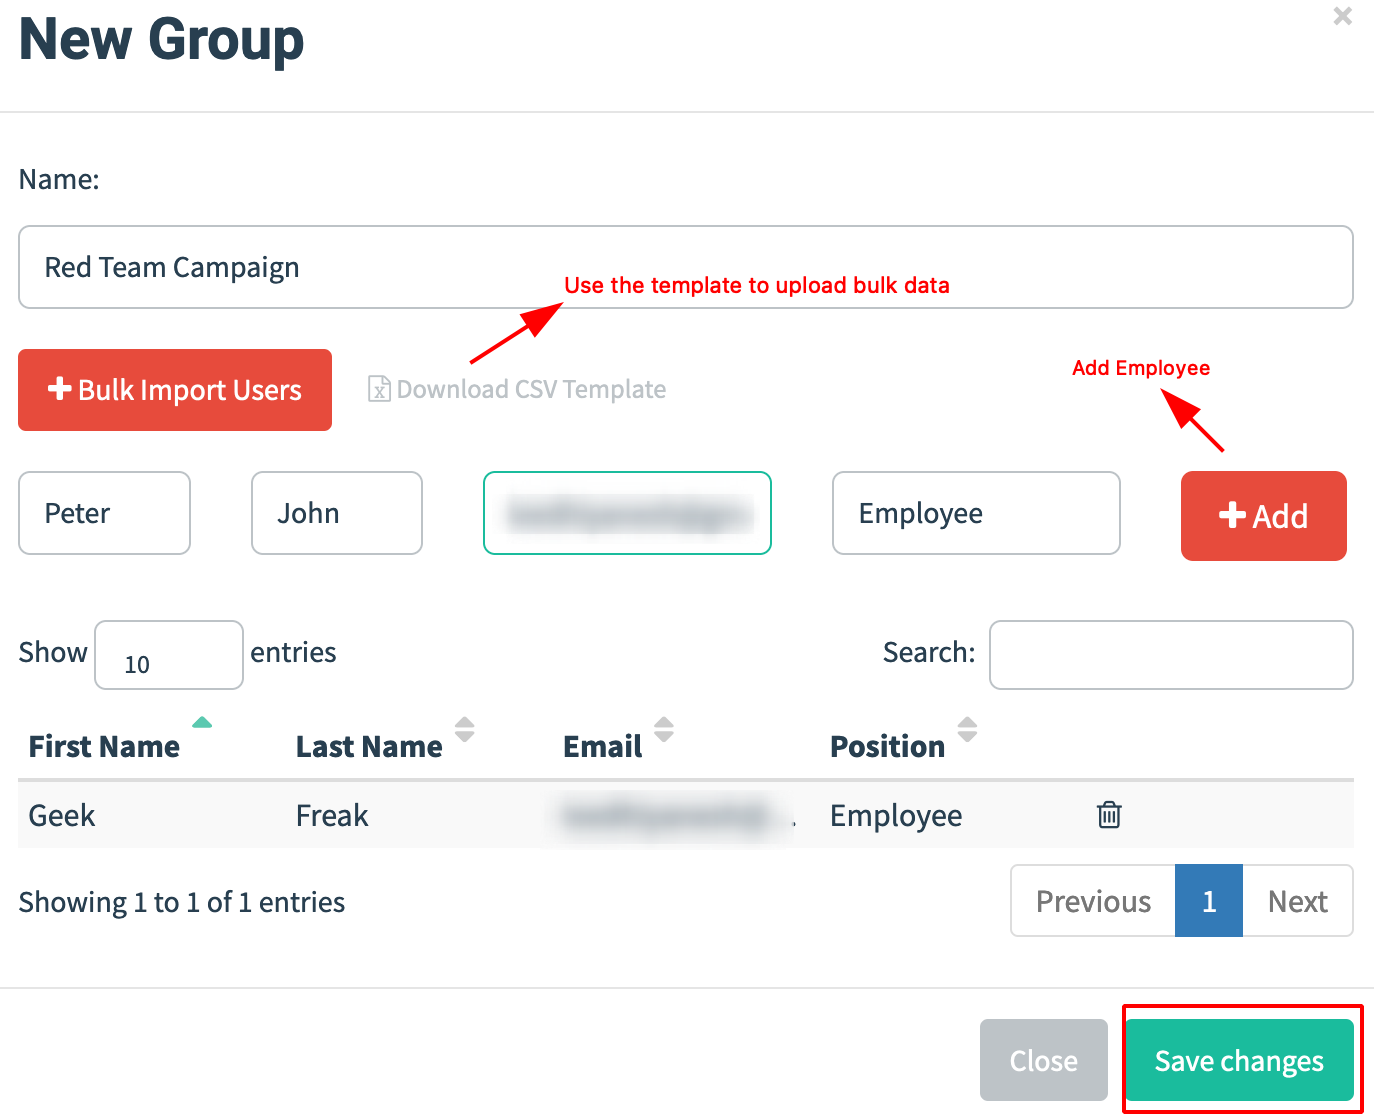 New Group
×
Name:
Red Team Campaign
Use the template to upload bulk data
Bulk Import Users
Download CSV Template
Add Employee
Peter
John
Employee
Add
Show 10 entries
Search:
First Name Last Name Email Position
Geek Freak Employee
Showing 1 to 1 of 1 entries
Previous 1 Next
Close
Save changes